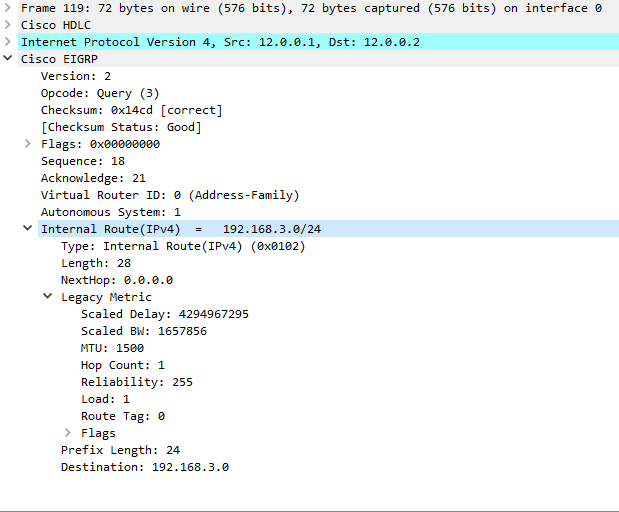 Frame 119: 72 bytes on wire (576 bits), 72 bytes captured (576 bits) on interface 0
Cisco HDLC
Internet Protocol Version 4, Src: 12.0.0.1, Dst: 12.0.0.2
Cisco EIGRP
Version: 2
Opcode: Query (3)
Checksum: 0x14cd [correct]
[Checksum Status: Good]
Flags: 0x00000000
Sequence: 18
Acknowledge: 21
Virtual Router ID: 0 (Address-Family)
Autonomous System: 1
Internal Route(IPv4)  =   192.168.3.0/24
Type: Internal Route(IPv4) (0x0102)
Length: 28
NextHop: 0.0.0.0
Legacy Metric
Scaled Delay: 4294967295
Scaled BW: 1657856
MTU: 1500
Hop Count: 1
Reliability: 255
Load: 1
Route Tag: 0
Flags
Prefix Length: 24
Destination: 192.168.3.0